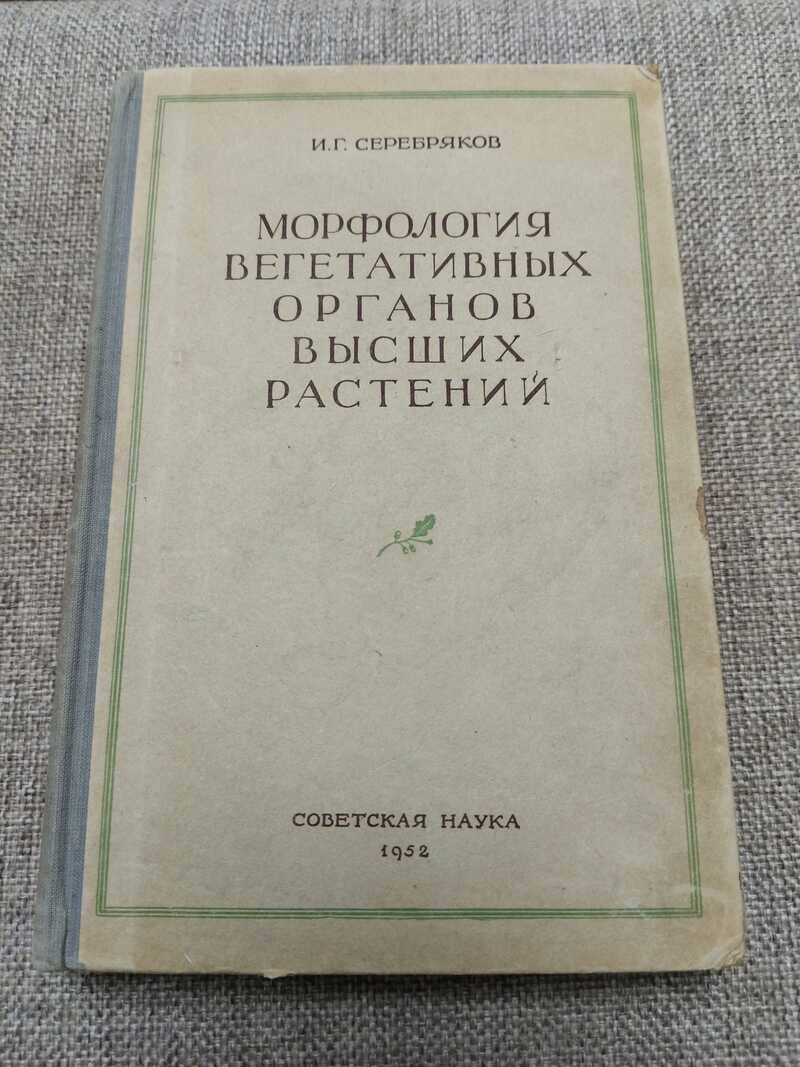 И.Г. СЕРЕБРЯКОВ
МОРФОЛОГИЯ
ВЕГЕТАТИВНЫХ
ОРГАНОВ
ВЫСШИХ
РАСТЕНИЙ
СОВЕТСКАЯ НАУКА
1952